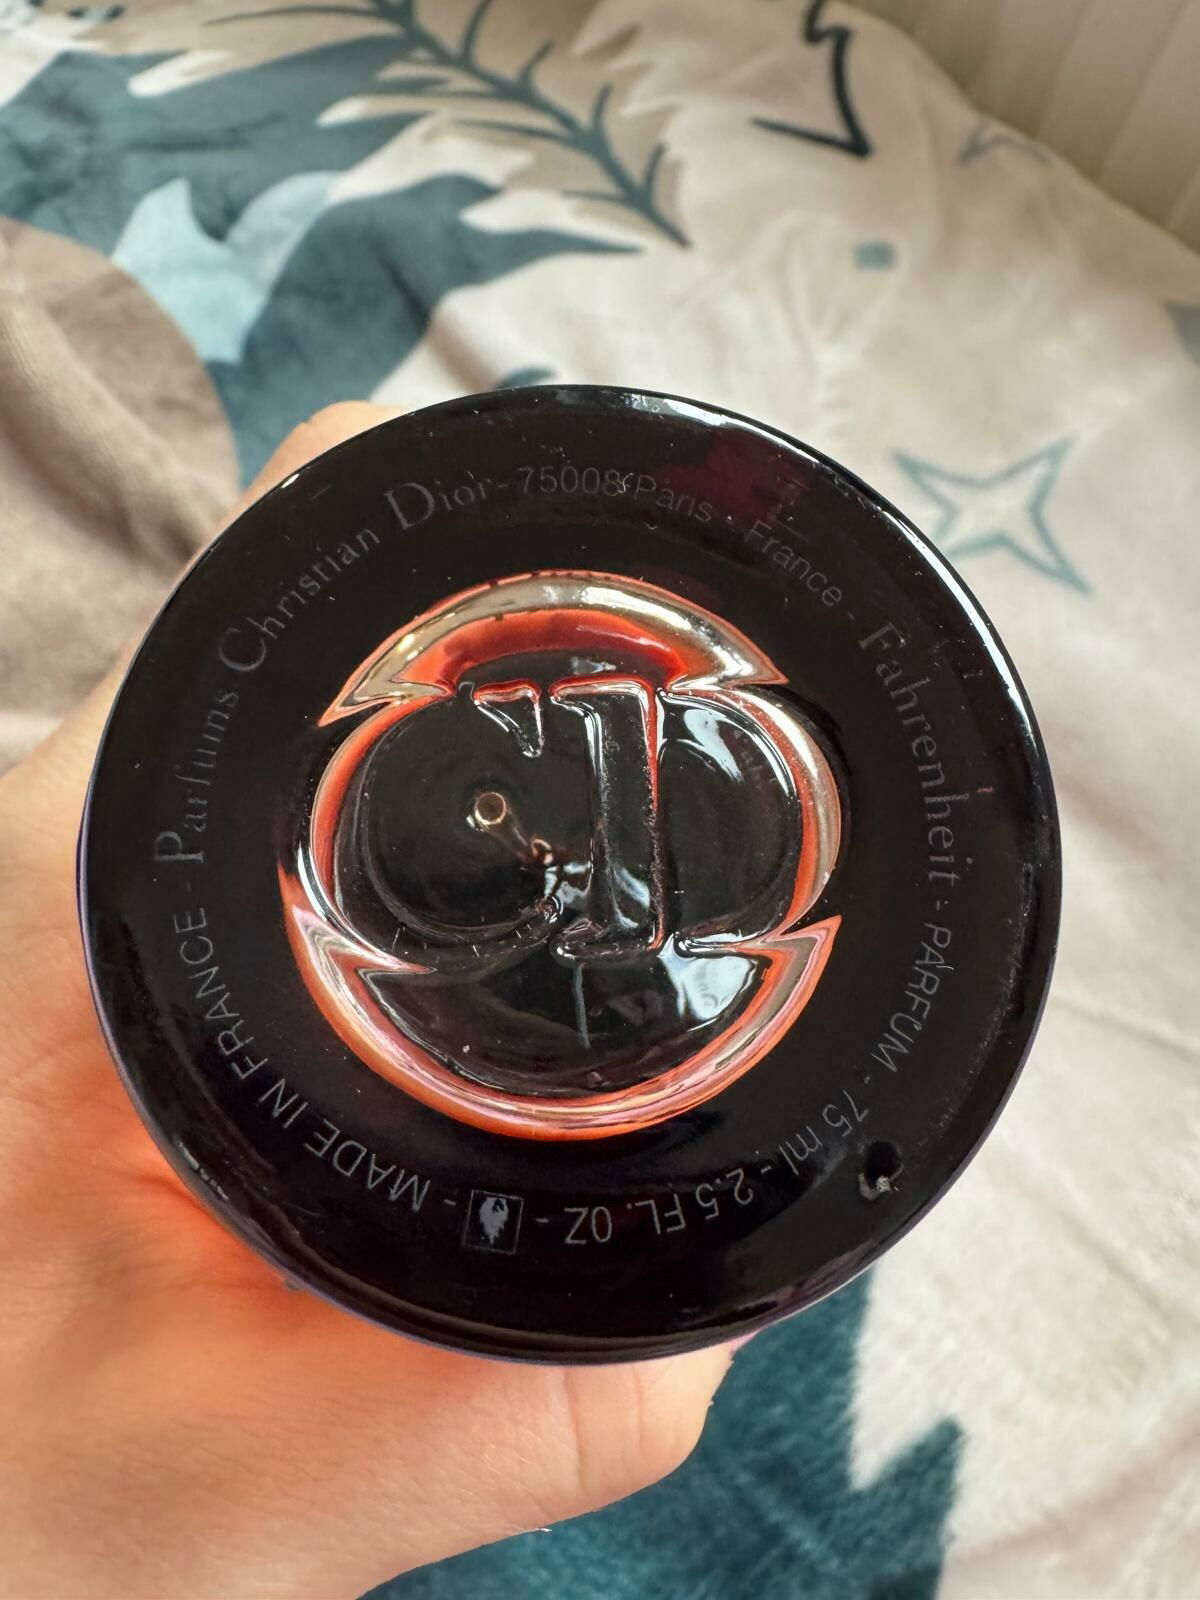 Parfums Christian Dior - 75008 Paris - France - Fahrenheit - PARFUM - 75 ml - 2.5 FL. OZ - MADE IN FRANCE -
CD